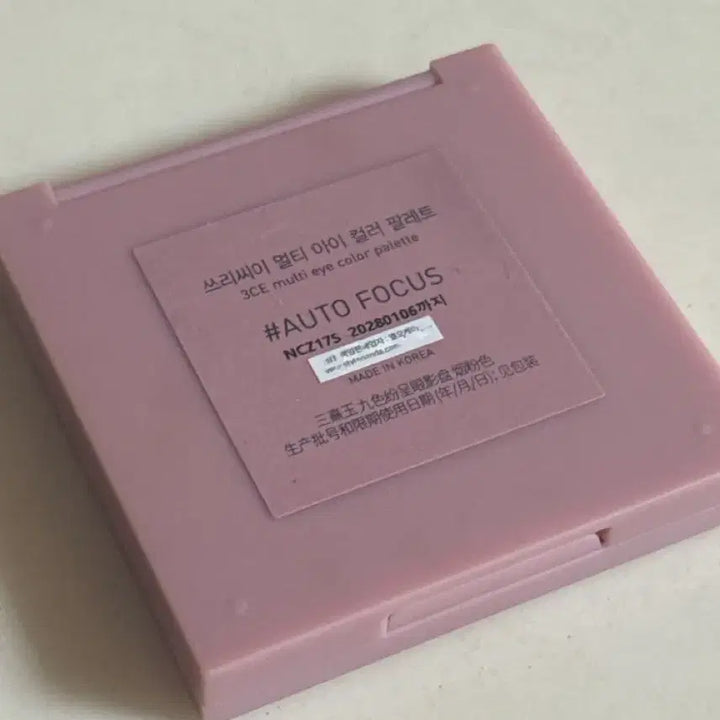 쓰리씨이 멀티 아이 컬러 팔레트
3CE multi eye color palette
#AUTO FOCUS
NCZ17S 20280106까지
MADE IN KOREA
三熹玉 九色纷呈眼影盘 烟粉色
生产批号和限期使用日期(年/月/日): 见包装